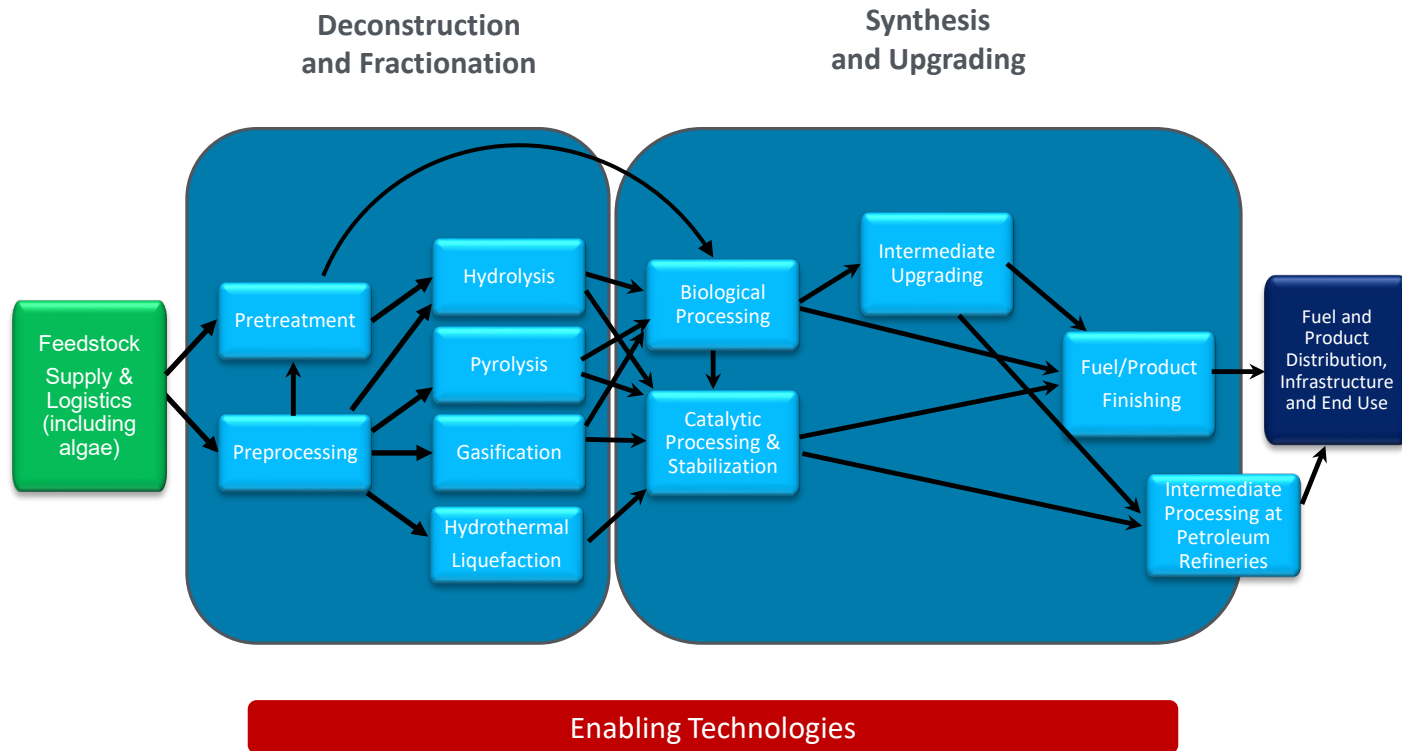 Deconstruction
and Fractionation
Synthesis
and Upgrading
Feedstock
Supply &
Logistics
(including
algae)
Pretreatment
Preprocessing
Hydrolysis
Pyrolysis
Gasification
Hydrothermal
Liquefaction
Biological
Processing
Catalytic
Processing &
Stabilization
Intermediate
Upgrading
Fuel/Product
Finishing
Intermediate
Processing at
Petroleum
Refineries
Fuel and
Product
Distribution,
Infrastructure
and End Use
Enabling Technologies